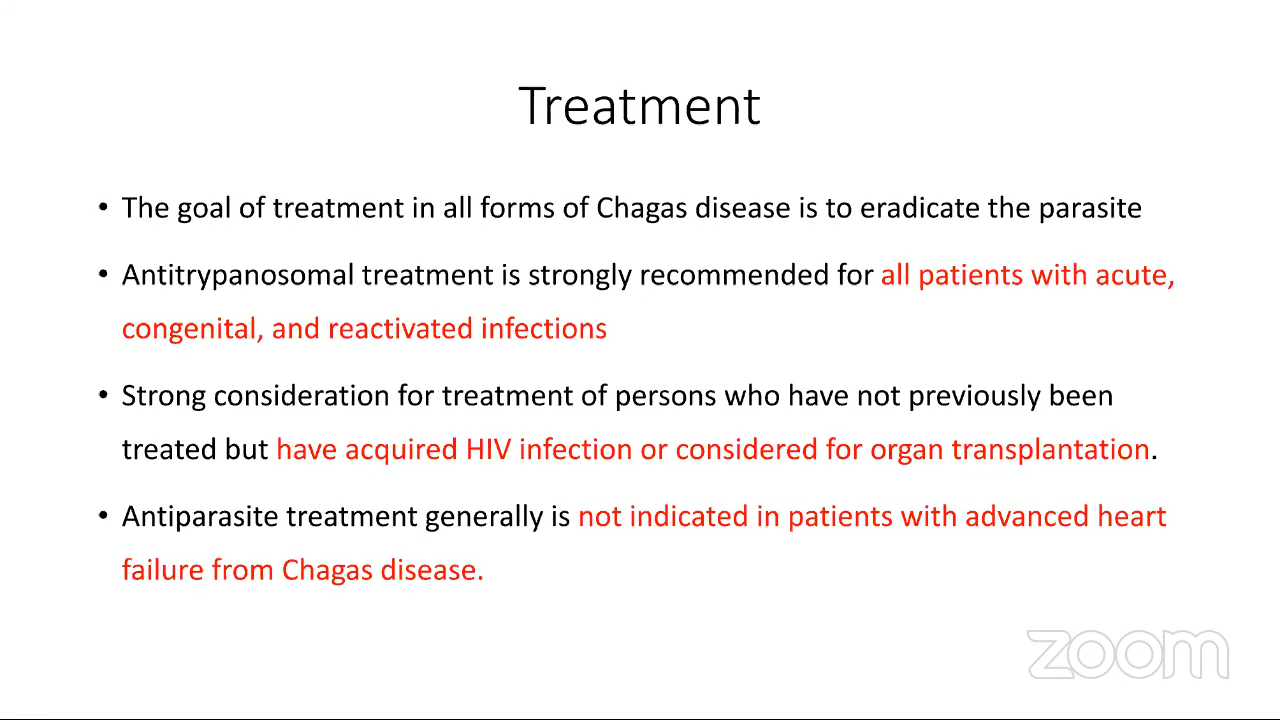 Treatment
• The goal of treatment in all forms of Chagas disease is to eradicate the parasite
• Antitrypanosomal treatment is strongly recommended for all patients with acute,
congenital, and reactivated infections
• Strong consideration for treatment of persons who have not previously been
treated but have acquired HIV infection or considered for organ transplantation.
• Antiparasite treatment generally is not indicated in patients with advanced heart
failure from Chagas disease.
zoom